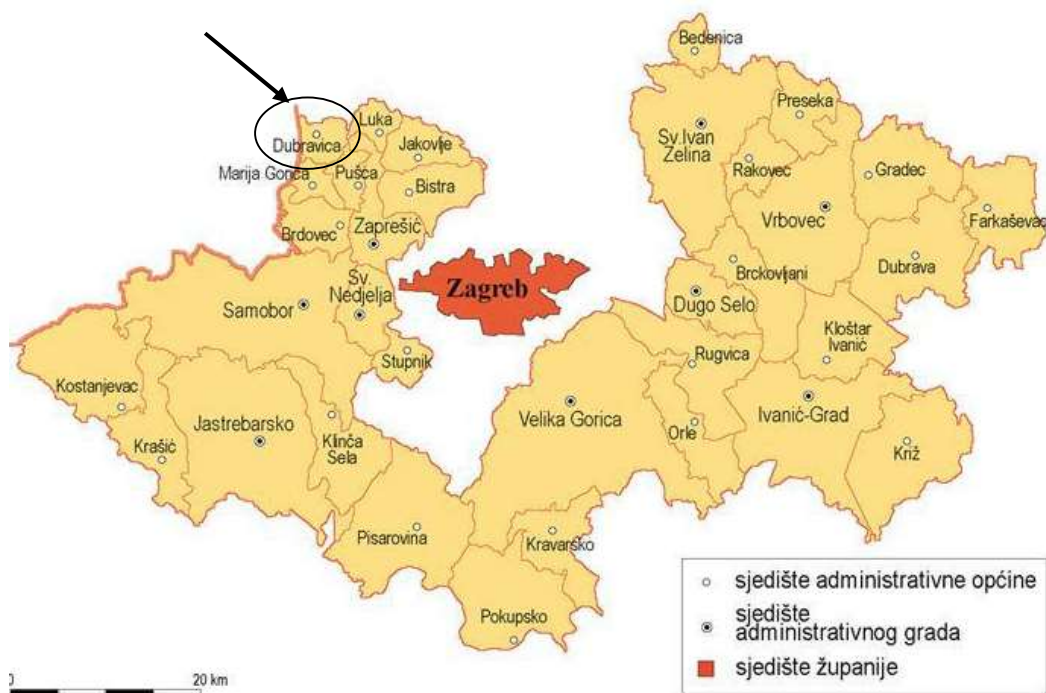 Bedenica
Preseka
Luka
Dubravica
Jakovlje
Sv.Ivan
Zelina
Rakovec
Gradec
Marija Gorica
Pušća
Bistra
Vrbovec
Farkaševac
Brdovec
Zaprešić
Dubrava
Brckovljani
Sv.
Nedjelja
Zagreb
Samobor
Dugo Selo
Kloštar
Ivanić
Stupnik
Rugvica
Kostanjevac
Velika Gorica
Ivanić-Grad
Jastrebarsko
Klinča
Sela
Orle
Krašić
Križ
Pisarovina
Kravarsko
Pokupsko
sjedište administrativne općine
sjedište
administrativnog grada
sjedište županije
0 20 km